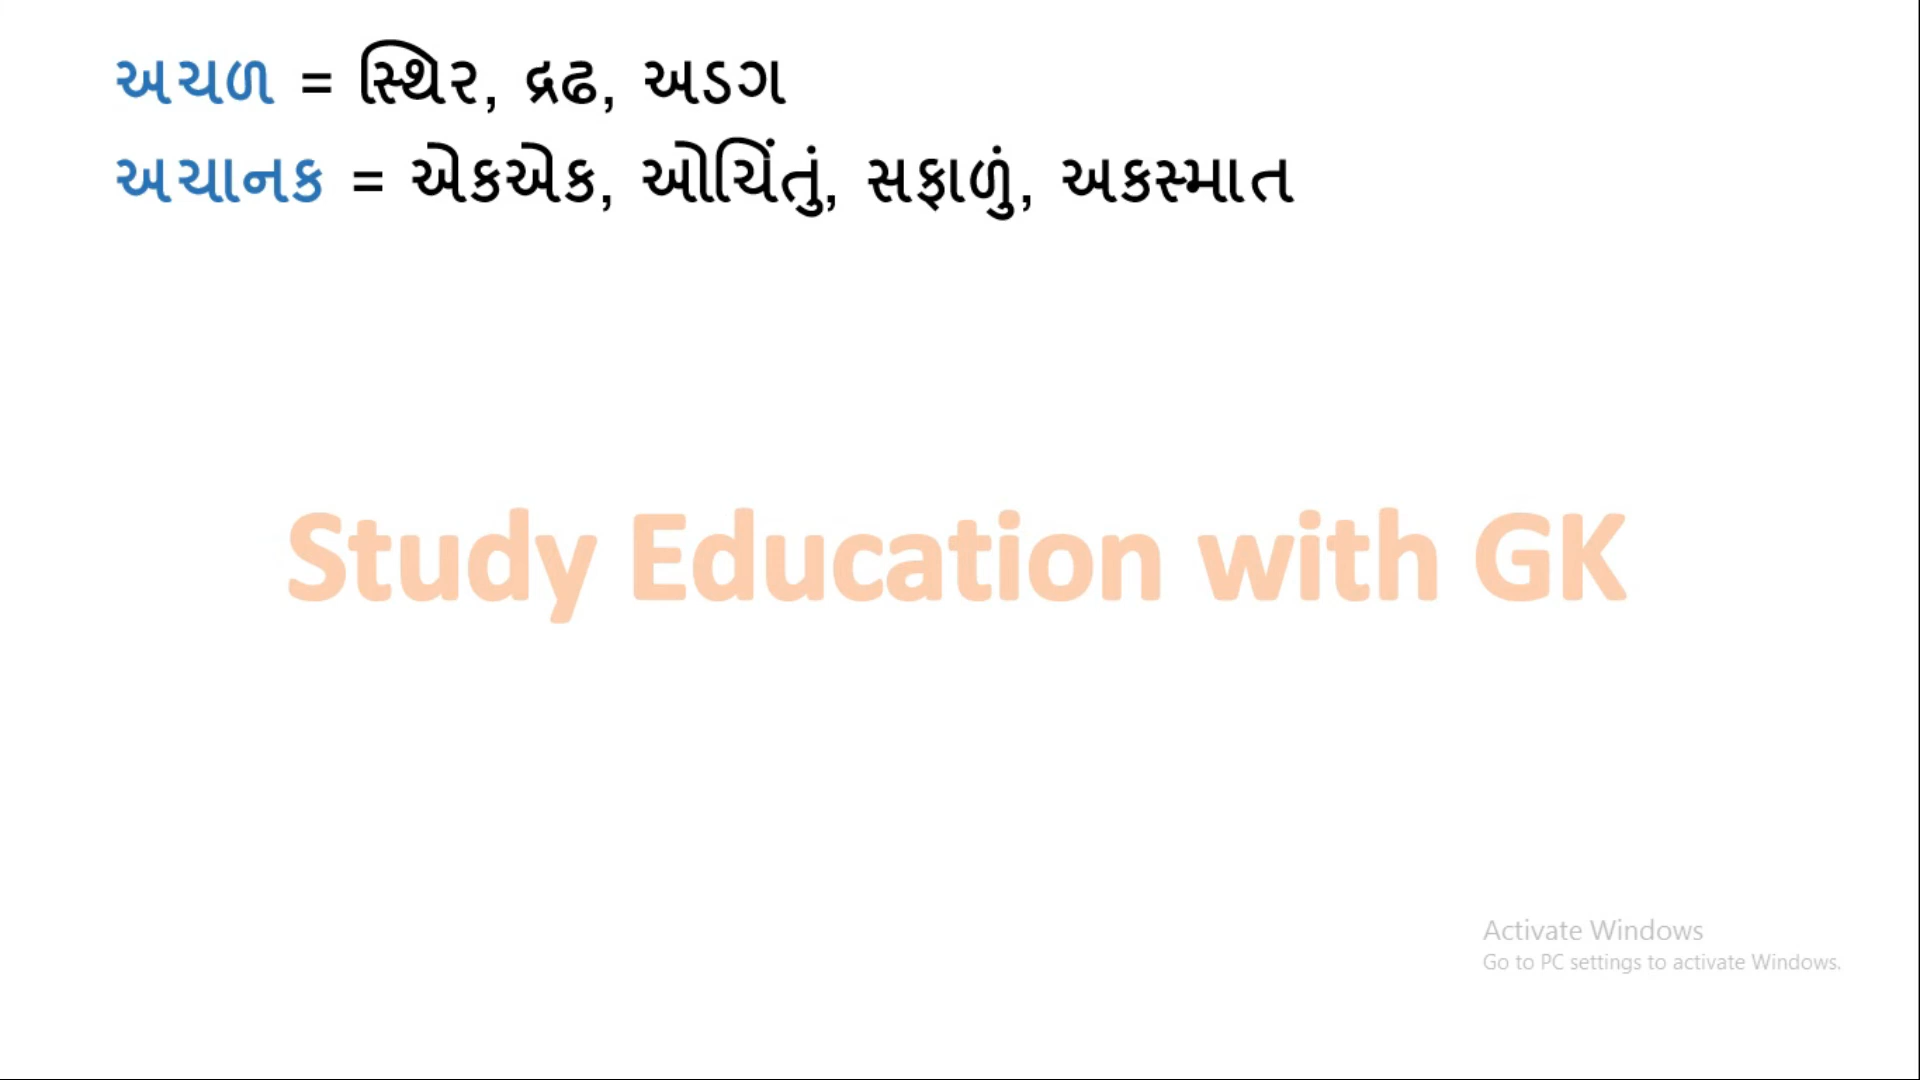 અચળ = સ્થિર, દ્રઢ, અડગ
અચાનક = એકએક, ઓચિંતું, સફાળું, અકસ્માત
Study Education with GK
Activate Windows
Go to PC settings to activate Windows.